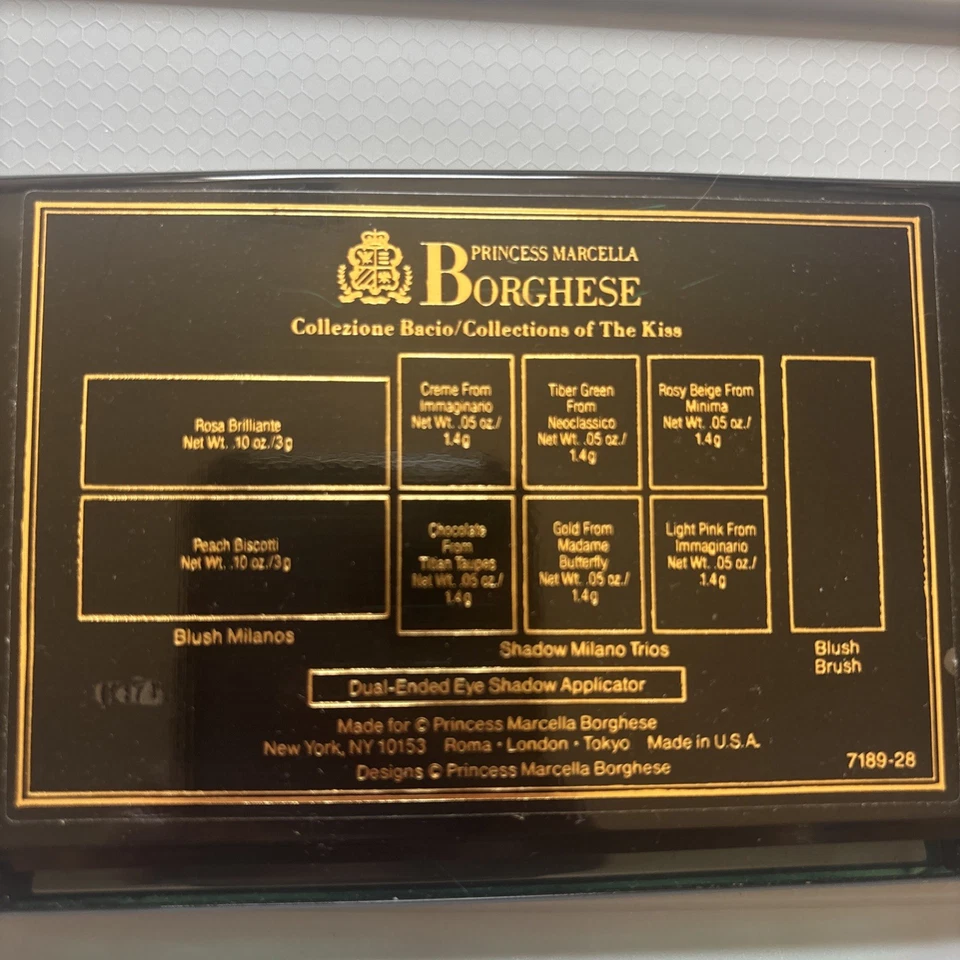 PRINCESS MARCELLA
BORGHESE
Collezione Bacio/Collections of The Kiss
Rosa Brilliante
Net Wt. .10 oz./3g
Creme From
Immaginario
Net Wt. .05 oz./
1.4g
Tiber Green
From
Neoclassico
Net Wt. .05 oz./
1.4g
Rosy Beige From
Minima
Net Wt. .05 oz./
1.4g
Peach Biscotti
Net Wt. .10 oz./3g
Chocolate
From
Titian Taupes
Net Wt. .05 oz./
1.4g
Gold From
Madame
Butterfly
Net Wt. .05 oz./
1.4g
Light Pink From
Immaginario
Net Wt. .05 oz./
1.4g
Blush Milanos
Shadow Milano Trios
Blush
Brush
Dual-Ended Eye Shadow Applicator
Made for © Princess Marcella Borghese
New York, NY 10153 Roma · London · Tokyo Made in U.S.A.
Designs © Princess Marcella Borghese
7189-28